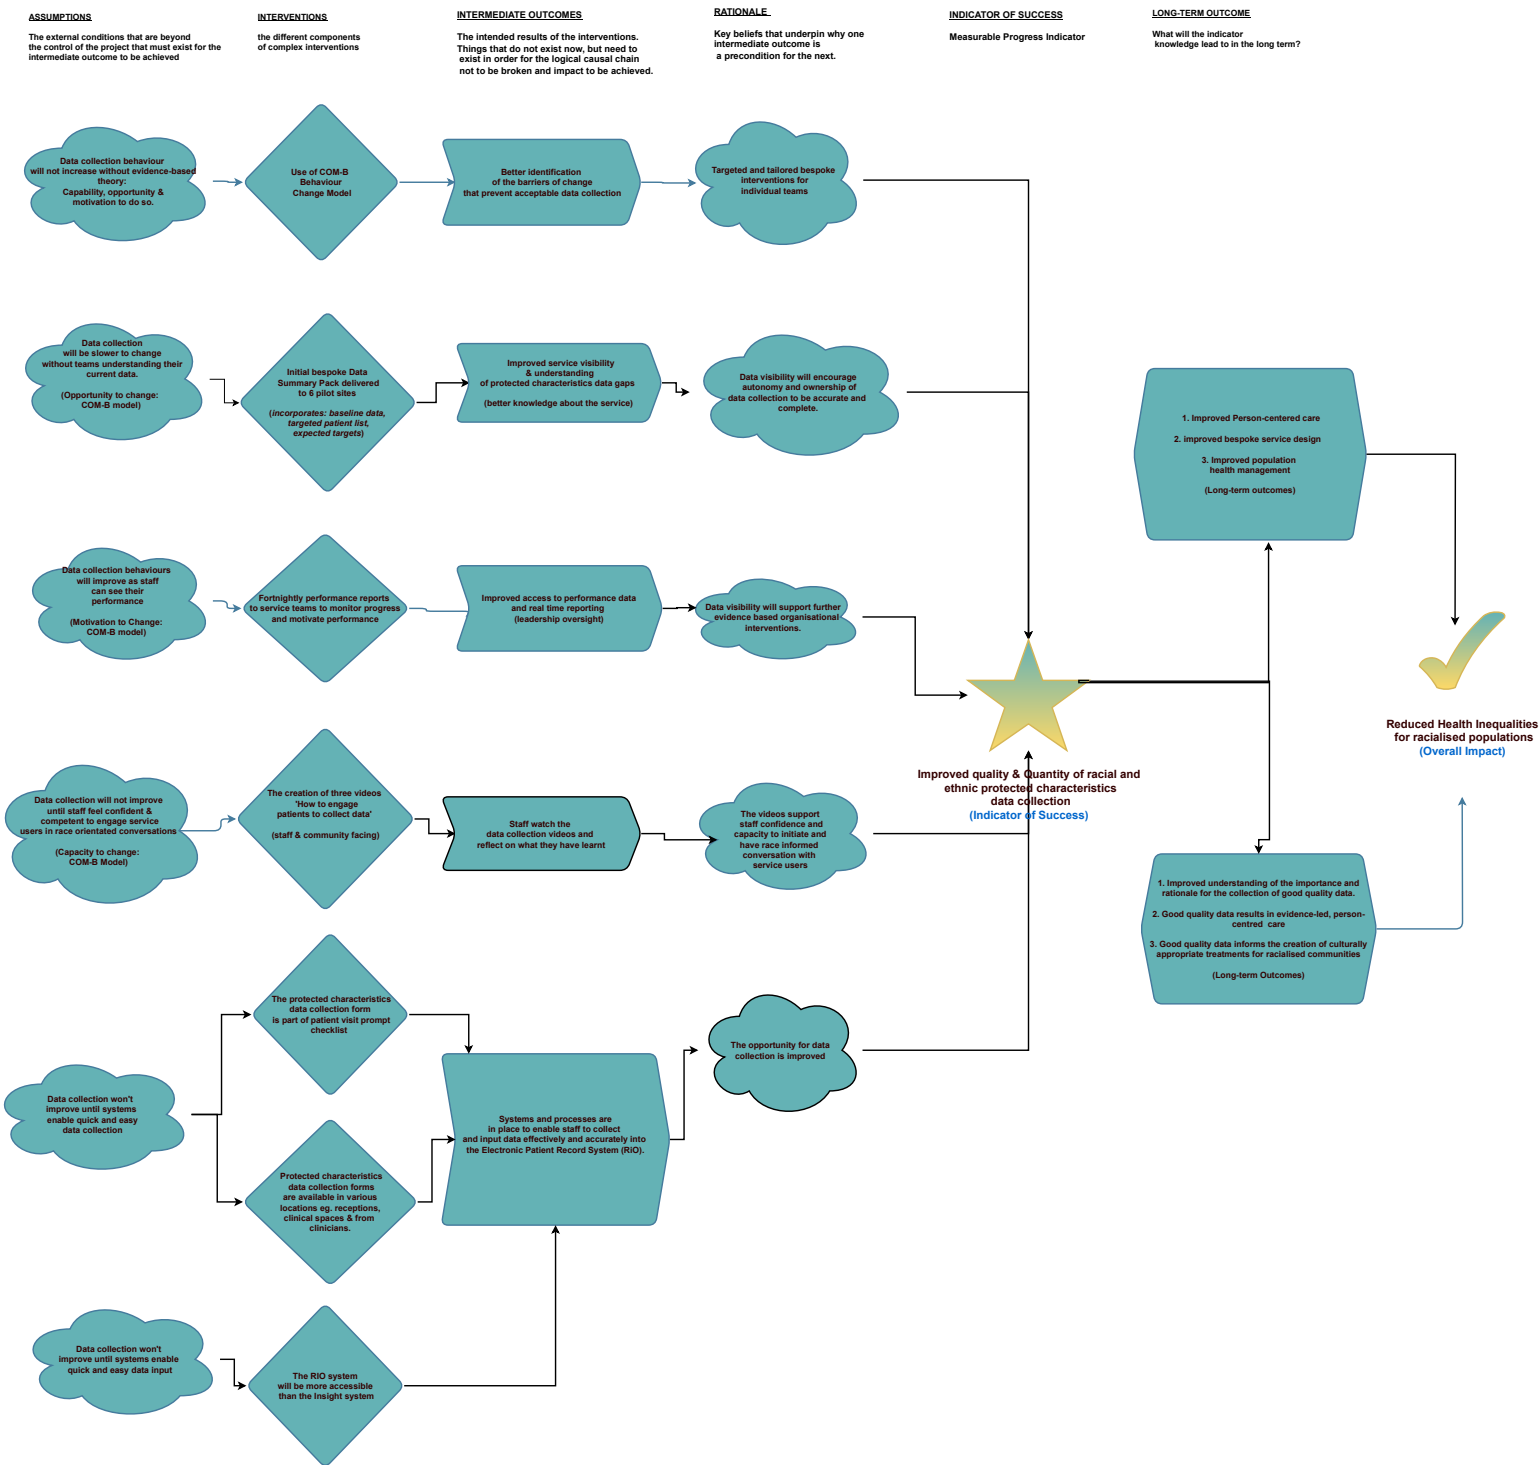 ASSUMPTIONS
The external conditions that are beyond
the control of the project that must exist for the
intermediate outcome to be achieved
INTERVENTIONS
the different components
of complex interventions
INTERMEDIATE OUTCOMES
The intended results of the interventions.
Things that do not exist now, but need to
exist in order for the logical causal chain
not to be broken and impact to be achieved.
RATIONALE
Key beliefs that underpin why one
intermediate outcome is
a precondition for the next.
INDICATOR OF SUCCESS
Measurable Progress Indicator
LONG-TERM OUTCOME
What will the indicator
knowledge lead to in the long term?
Data collection behaviour
will not increase without evidence-based
theory:
Capability, opportunity &
motivation to do so.
Use of COM-B
Behaviour
Change Model
Better identification
of the barriers of change
that prevent acceptable data collection
Targeted and tailored bespoke
interventions for
individual teams
Data collection
will be slower to change
without teams understanding their
current data.
(Opportunity to change:
COM-B model)
Initial bespoke Data
Summary Pack delivered
to 6 pilot sites
(incorporates: baseline data,
targeted patient list,
expected targets)
Improved service visibility
& understanding
of protected characteristics data gaps
(better knowledge about the service)
Data visibility will encourage
autonomy and ownership of
data collection to be accurate and
complete.
1. Improved Person-centered care
2. improved bespoke service design
3. Improved population
health management
(Long-term outcomes)
Data collection behaviours
will improve as staff
can see their
performance
(Motivation to Change:
COM-B model)
Fortnightly performance reports
to service teams to monitor progress
and motivate performance
Improved access to performance data
and real time reporting
(leadership oversight)
Data visibility will support further
evidence based organisational
interventions.
Reduced Health Inequalities
for racialised populations
(Overall Impact)
Improved quality & Quantity of racial and
ethnic protected characteristics
data collection
(Indicator of Success)
Data collection will not improve
until staff feel confident &
competent to engage service
users in race orientated conversations
(Capacity to change:
COM-B Model)
The creation of three videos
'How to engage
patients to collect data'
(staff & community facing)
Staff watch the
data collection videos and
reflect on what they have learnt
The videos support
staff confidence and
capacity to initiate and
have race informed
conversation with
service users
1. Improved understanding of the importance and
rationale for the collection of good quality data.
2. Good quality data results in evidence-led, person-
centred care
3. Good quality data informs the creation of culturally
appropriate treatments for racialised communities
(Long-term Outcomes)
The protected characteristics
data collection form
is part of patient visit prompt
checklist
Data collection won't
improve until systems
enable quick and easy
data collection
Protected characteristics
data collection forms
are available in various
locations eg. receptions,
clinical spaces & from
clinicians.
Systems and processes are
in place to enable staff to collect
and input data effectively and accurately into
the Electronic Patient Record System (RiO).
The opportunity for data
collection is improved
Data collection won't
improve until systems enable
quick and easy data input
The RIO system
will be more accessible
than the Insight system